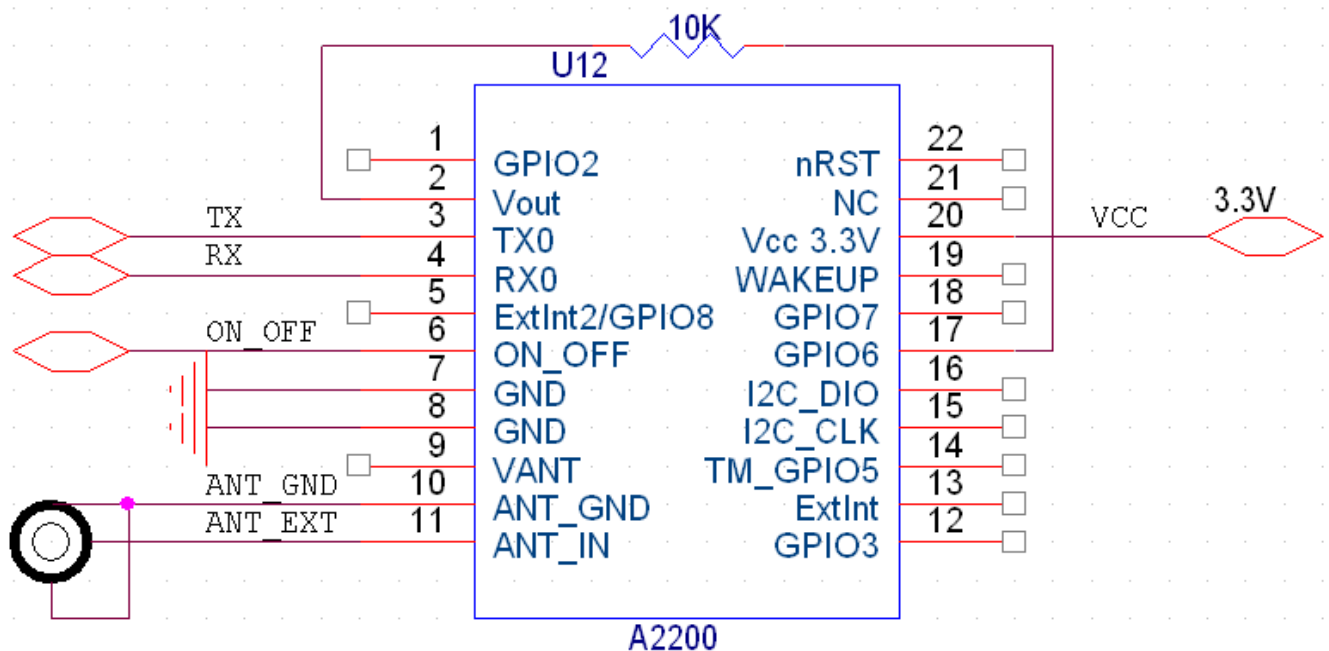 10K
U12
1 GPIO2 nRST 22
2 Vout NC 21
TX 3 TX0 Vcc 3.3V 20 VCC 3.3V
RX 4 RX0 WAKEUP 19
5 ExtInt2/GPIO8 GPIO7 18
ON_OFF 6 ON_OFF GPIO6 17
7 GND I2C_DIO 16
8 GND I2C_CLK 15
9 VANT TM_GPIO5 14
ANT_GND 10 ANT_GND ExtInt 13
ANT_EXT 11 ANT_IN GPIO3 12
A2200